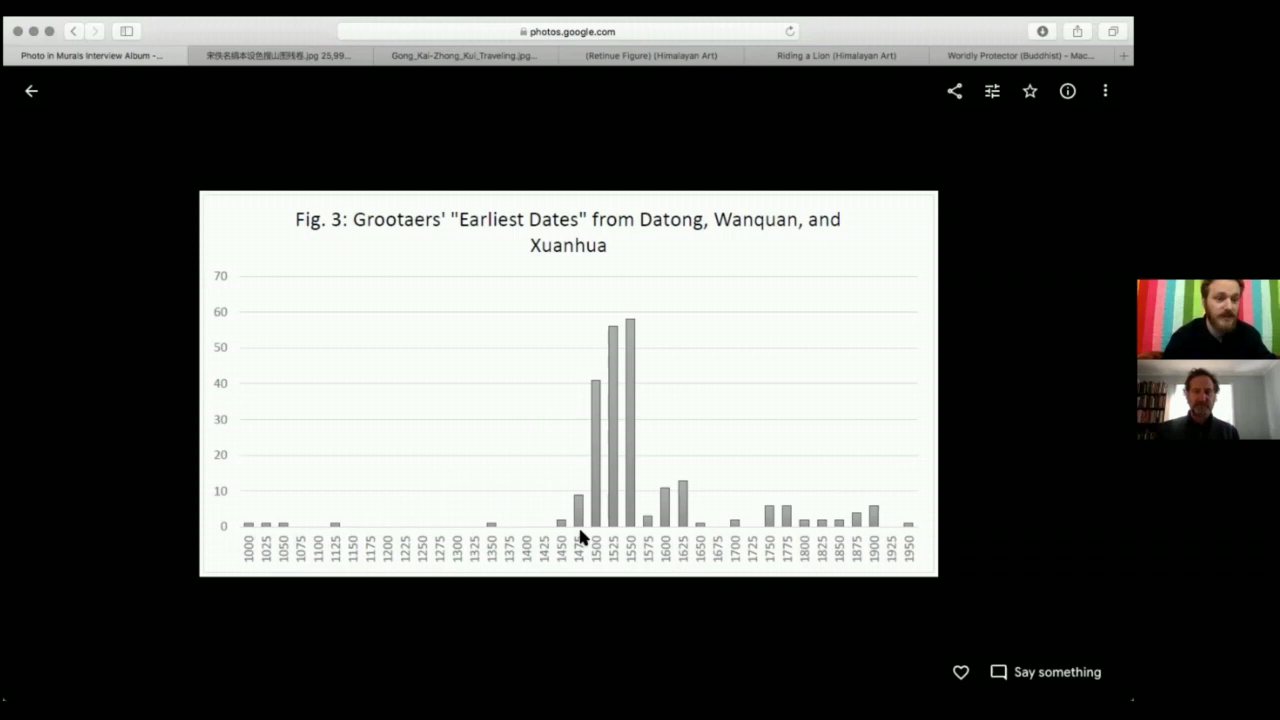 photos.google.com
Photo in Murals Interview Album -...
宋佚名绢本设色搜山图残卷.jpg 25,99...
Gong_Kai-Zhong_Kui_Traveling.jpg...
(Retinue Figure) (Himalayan Art)
Riding a Lion (Himalayan Art)
Worldly Protector (Buddhist) – Mac...
Fig. 3: Grootaers' "Earliest Dates" from Datong, Wanquan, and
Xuanhua
70
60
50
40
30
20
10
0
1000 1025 1050 1075 1100 1125 1150 1175 1200 1225 1250 1275 1300 1325 1350 1375 1400 1425 1450 1475 1500 1525 1550 1575 1600 1625 1650 1675 1700 1725 1750 1775 1800 1825 1850 1875 1900 1925 1950
Say something